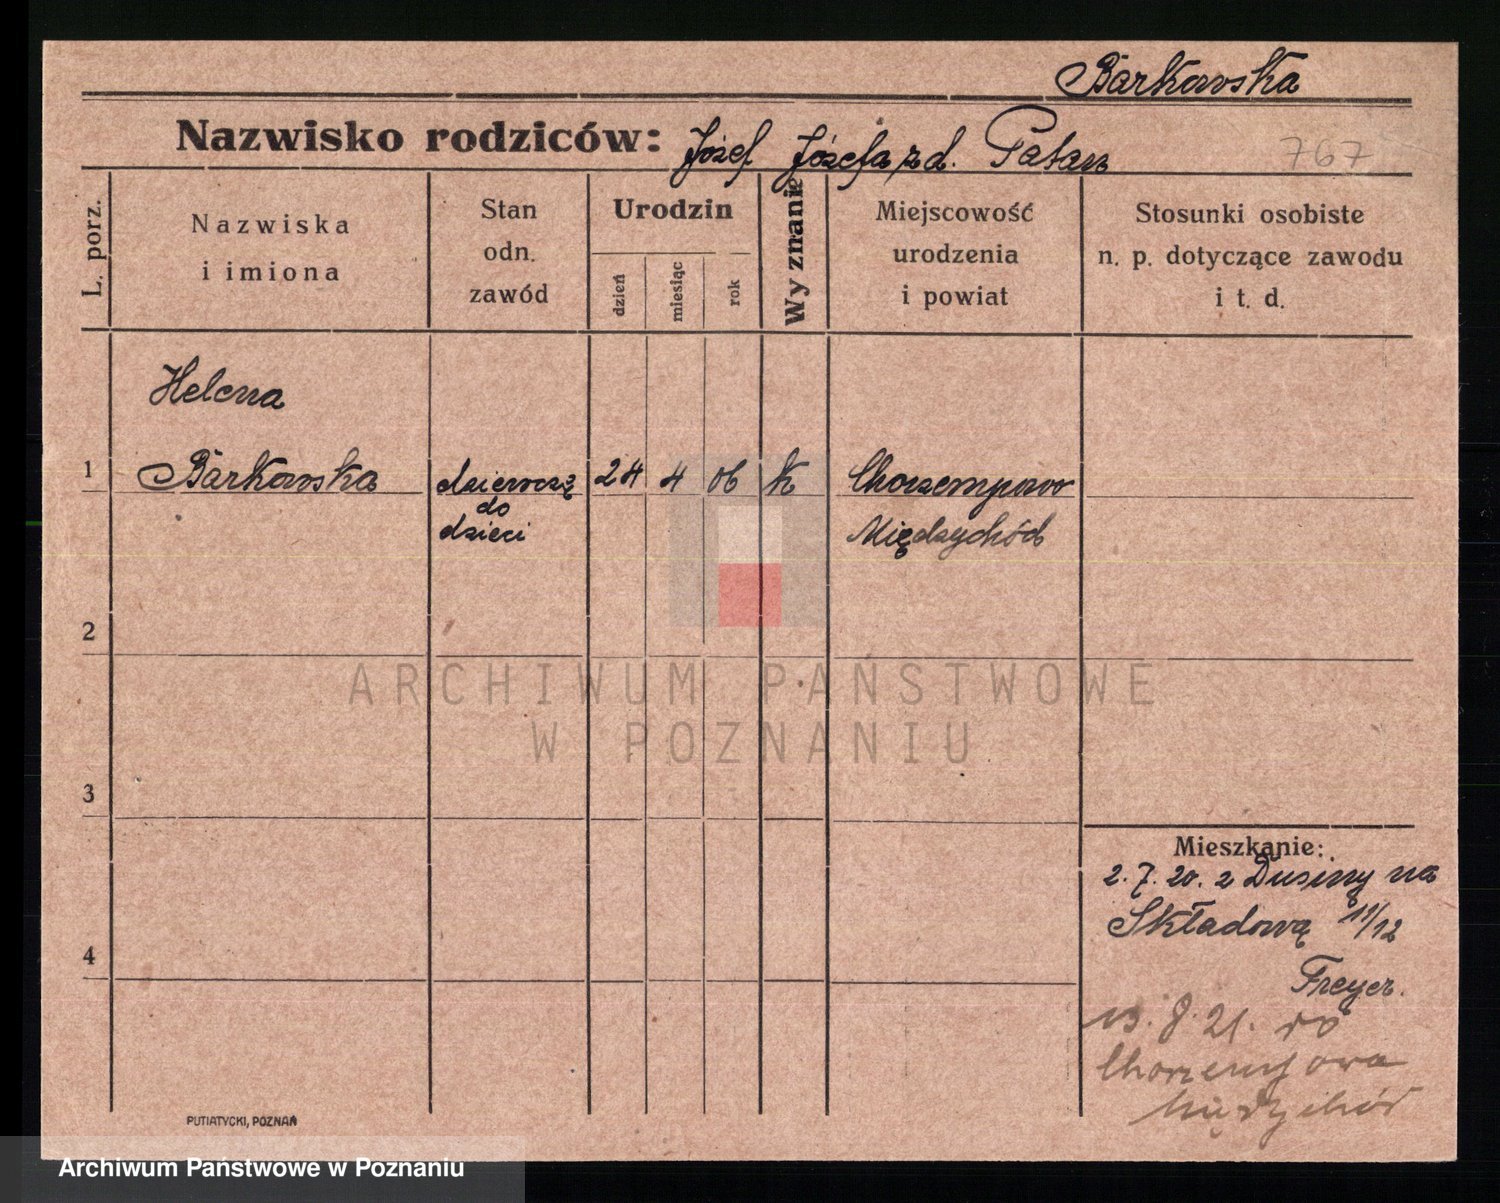 Barkowska
Nazwisko rodziców: Józef Józefa z d. Patan
767
L. porz.
Nazwiska
i imiona
Stan
odn.
zawód
Urodzin
dzień
miesiąc
rok
Wyznanie
Miejscowość
urodzenia
i powiat
Stosunki osobiste
n. p. dotyczące zawodu
i t. d.
Helena
1 Barkowska dziewczę 24 4 06 k Chorzempowo
do
dzieci Międzychód
2
3
4
Mieszkanie:
2. 7. 20. z Dusiny na
Składową 11/12
Freyer.
13. 8. 21. do
Chorzempowa
Międzychód
PUTIATYCKI, POZNAŃ
ARCHIWUM PAŃSTWOWE
W POZNANIU
Archiwum Państwowe w Poznaniu